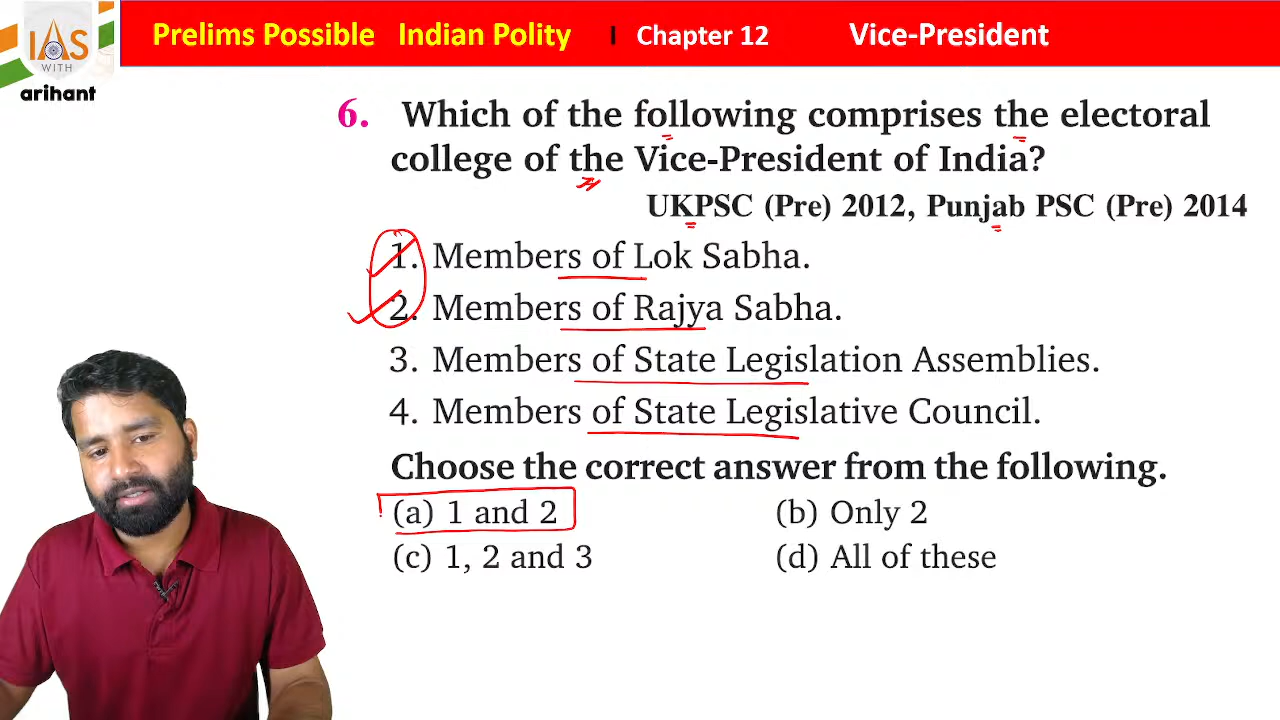 IAS
WITH
arihant
Prelims Possible Indian Polity | Chapter 12 Vice-President
6. Which of the following comprises the electoral
college of the Vice-President of India?
UKPSC (Pre) 2012, Punjab PSC (Pre) 2014
1. Members of Lok Sabha.
2. Members of Rajya Sabha.
3. Members of State Legislation Assemblies.
4. Members of State Legislative Council.
Choose the correct answer from the following.
(a) 1 and 2 (b) Only 2
(c) 1, 2 and 3 (d) All of these